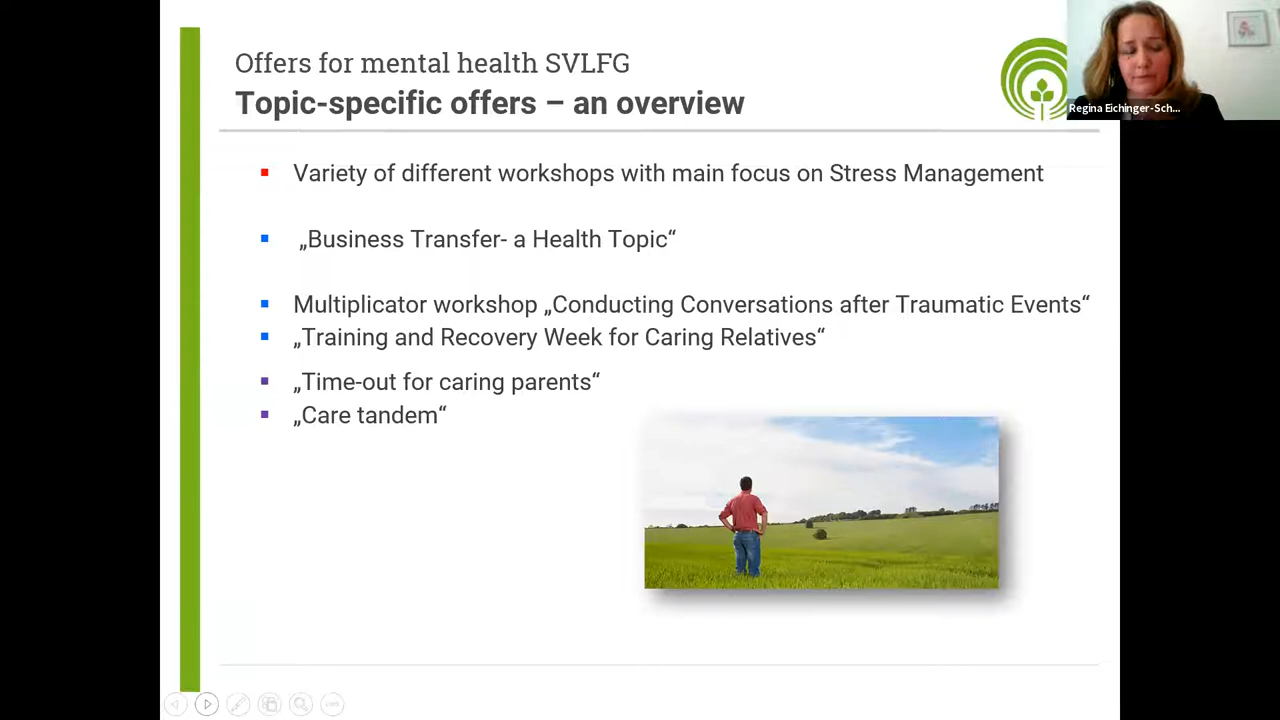 Offers for mental health SVLFG
Topic-specific offers – an overview
Regina Eichinger-Sch...
Variety of different workshops with main focus on Stress Management
„Business Transfer- a Health Topic“
Multiplicator workshop „Conducting Conversations after Traumatic Events“
„Training and Recovery Week for Caring Relatives“
„Time-out for caring parents“
„Care tandem“